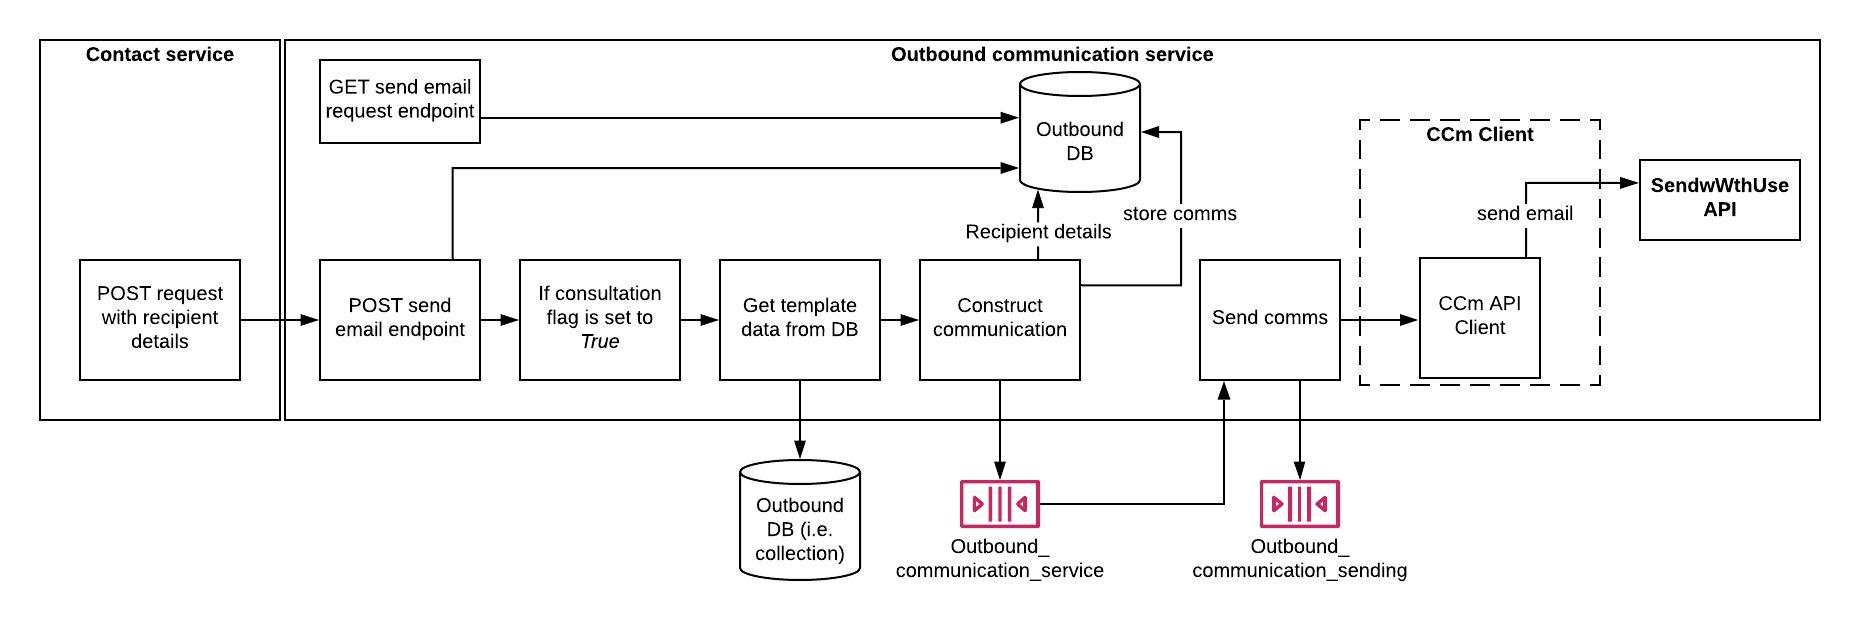 Contact service
Outbound communication service
GET send email
request endpoint
Outbound
DB
CCm Client
SendwWthUse
API
send email
store comms
Recipient details
POST request
with recipient
details
POST send
email endpoint
If consultation
flag is set to
True
Get template
data from DB
Construct
communication
Send comms
CCm API
Client
Outbound
DB (i.e.
collection)
Outbound_
communication_service
Outbound_
communication_sending